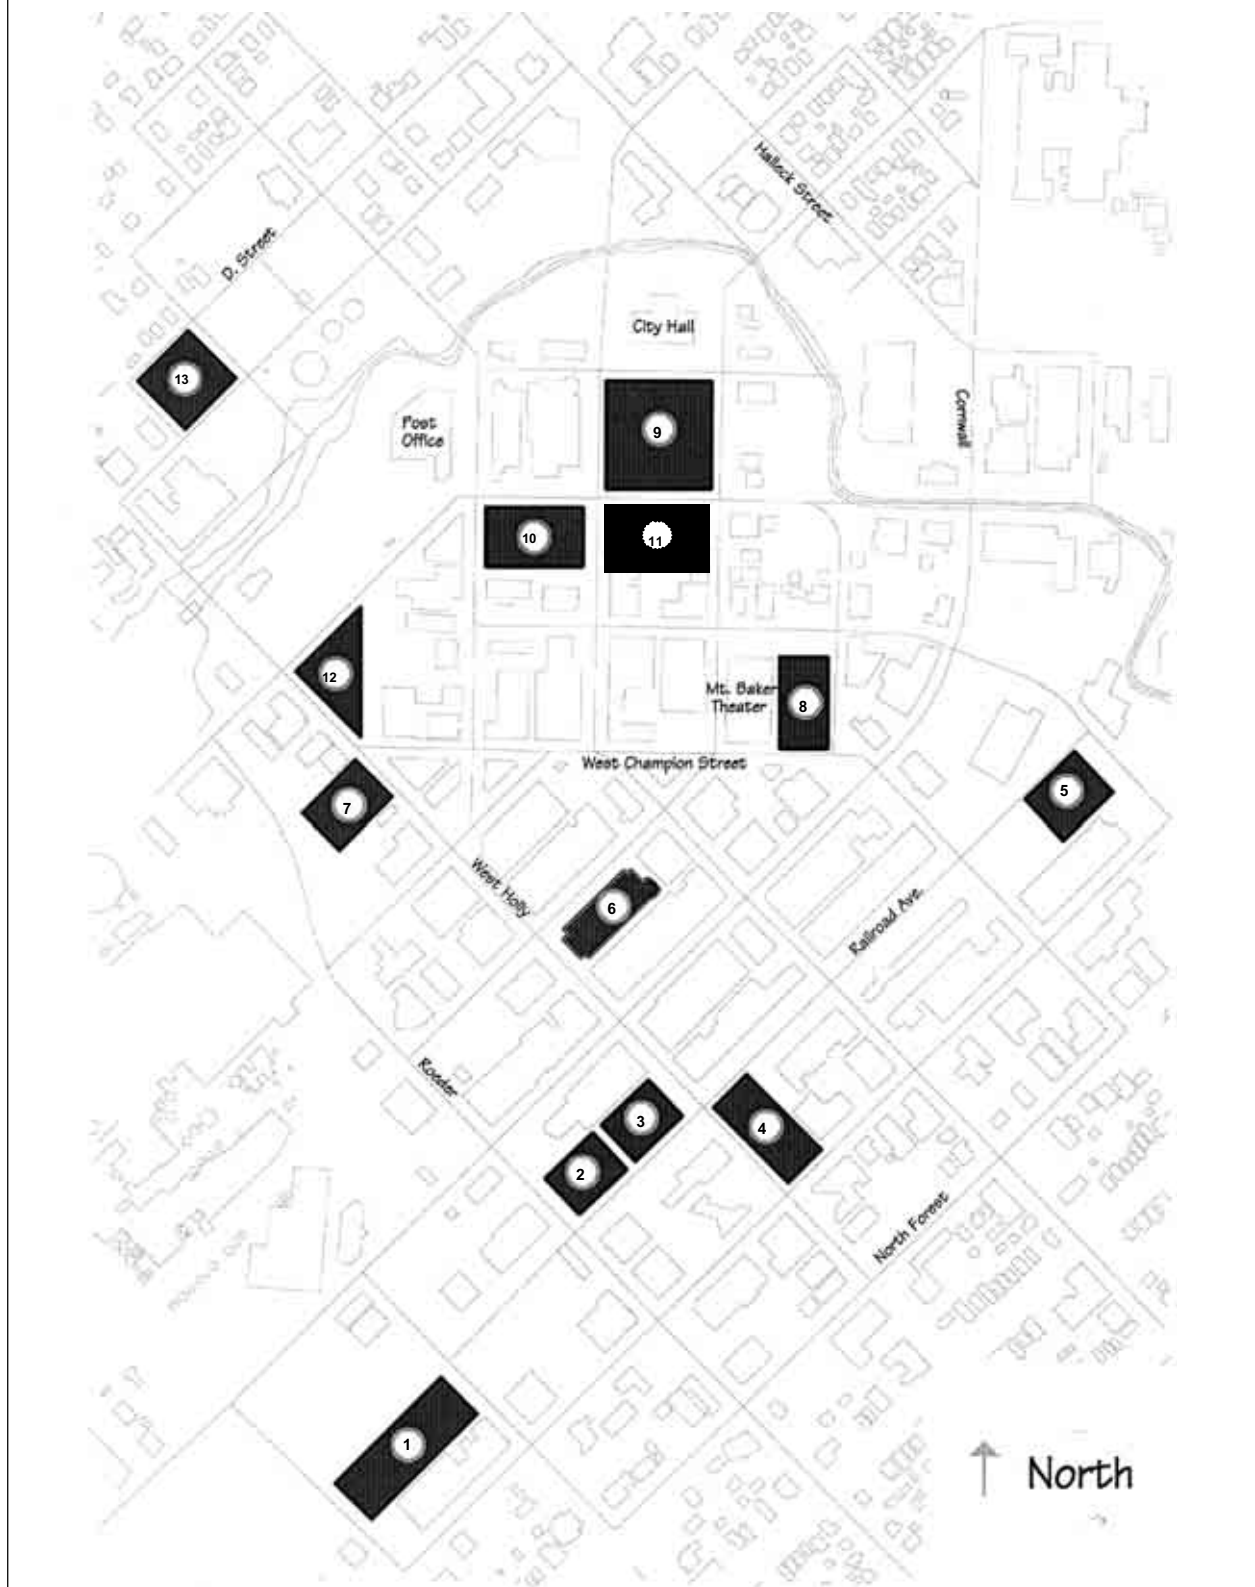 Halleck Street
D. Street
City Hall
13
Cornwall
Post
Office
9
10
11
12
Mt. Baker
Theater
8
West Champion Street
5
7
West Holly
6
Railroad Ave.
Roeder
3
4
2
North Forest
1
North